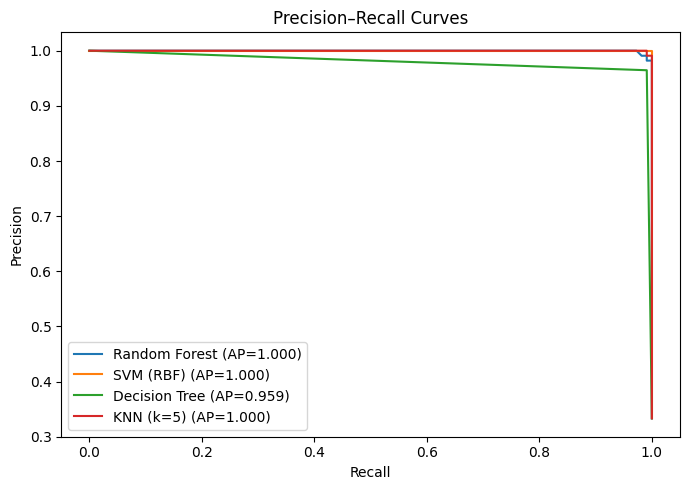 Precision–Recall Curves
1.0
0.9
0.8
0.7
0.6
0.5
0.4
0.3
Precision
Random Forest (AP=1.000)
SVM (RBF) (AP=1.000)
Decision Tree (AP=0.959)
KNN (k=5) (AP=1.000)
0.0 0.2 0.4 0.6 0.8 1.0
Recall